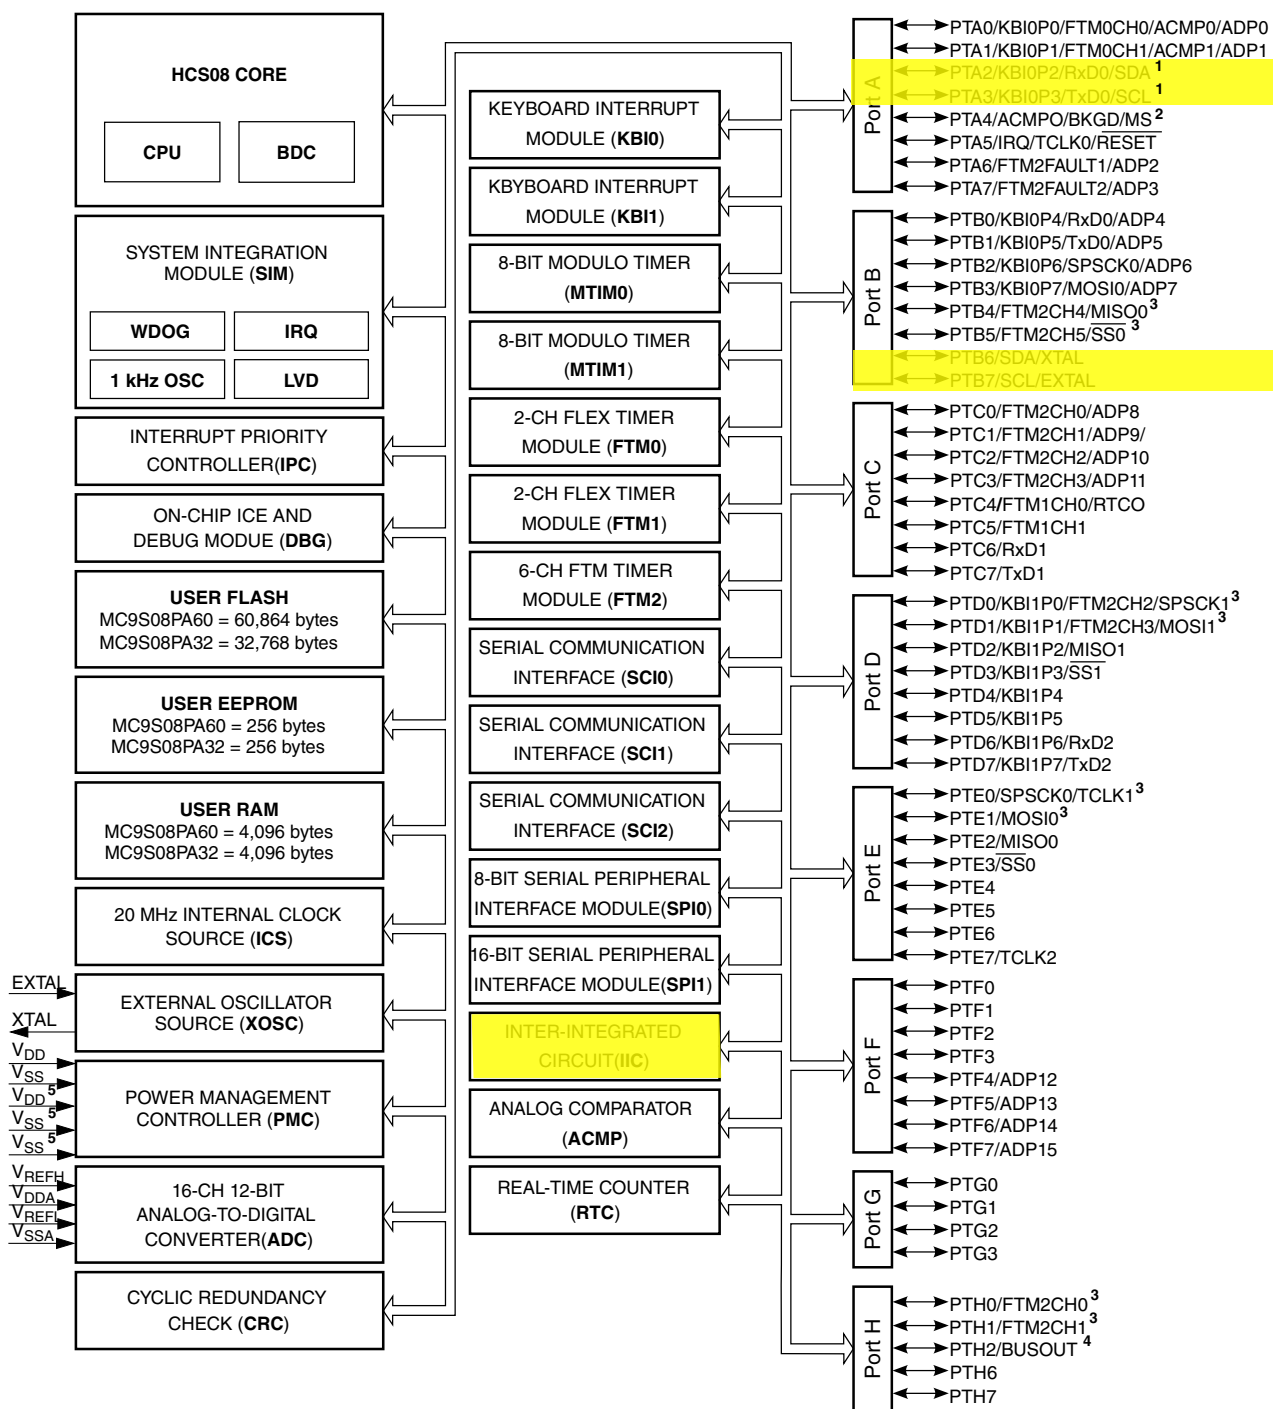 HCS08 CORE
CPU
BDC
SYSTEM INTEGRATION
MODULE (SIM)
WDOG
IRQ
1 kHz OSC
LVD
INTERRUPT PRIORITY
CONTROLLER(IPC)
ON-CHIP ICE AND
DEBUG MODUE (DBG)
USER FLASH
MC9S08PA60 = 60,864 bytes
MC9S08PA32 = 32,768 bytes
USER EEPROM
MC9S08PA60 = 256 bytes
MC9S08PA32 = 256 bytes
USER RAM
MC9S08PA60 = 4,096 bytes
MC9S08PA32 = 4,096 bytes
20 MHz INTERNAL CLOCK
SOURCE (ICS)
EXTAL
XTAL
EXTERNAL OSCILLATOR
SOURCE (XOSC)
VDD
VSS
VDD 5
VSS 5
VSS 5
POWER MANAGEMENT
CONTROLLER (PMC)
VREFH
VDDA
VREFL
VSSA
16-CH 12-BIT
ANALOG-TO-DIGITAL
CONVERTER(ADC)
CYCLIC REDUNDANCY
CHECK (CRC)
KEYBOARD INTERRUPT
MODULE (KBI0)
KBYBOARD INTERRUPT
MODULE (KBI1)
8-BIT MODULO TIMER
(MTIM0)
8-BIT MODULO TIMER
(MTIM1)
2-CH FLEX TIMER
MODULE (FTM0)
2-CH FLEX TIMER
MODULE (FTM1)
6-CH FTM TIMER
MODULE (FTM2)
SERIAL COMMUNICATION
INTERFACE (SCI0)
SERIAL COMMUNICATION
INTERFACE (SCI1)
SERIAL COMMUNICATION
INTERFACE (SCI2)
8-BIT SERIAL PERIPHERAL
INTERFACE MODULE(SPI0)
16-BIT SERIAL PERIPHERAL
INTERFACE MODULE(SPI1)
INTER-INTEGRATED
CIRCUIT(IIC)
ANALOG COMPARATOR
(ACMP)
REAL-TIME COUNTER
(RTC)
Port A
PTA0/KBI0P0/FTM0CH0/ACMP0/ADP0
PTA1/KBI0P1/FTM0CH1/ACMP1/ADP1
PTA2/KBI0P2/RxD0/SDA 1
PTA3/KBI0P3/TxD0/SCL 1
PTA4/ACMPO/BKGD/MS 2
PTA5/IRQ/TCLK0/RESET
PTA6/FTM2FAULT1/ADP2
PTA7/FTM2FAULT2/ADP3
Port B
PTB0/KBI0P4/RxD0/ADP4
PTB1/KBI0P5/TxD0/ADP5
PTB2/KBI0P6/SPSCK0/ADP6
PTB3/KBI0P7/MOSI0/ADP7
PTB4/FTM2CH4/MISO0 3
PTB5/FTM2CH5/SS0 3
PTB6/SDA/XTAL
PTB7/SCL/EXTAL
Port C
PTC0/FTM2CH0/ADP8
PTC1/FTM2CH1/ADP9/
PTC2/FTM2CH2/ADP10
PTC3/FTM2CH3/ADP11
PTC4/FTM1CH0/RTCO
PTC5/FTM1CH1
PTC6/RxD1
PTC7/TxD1
Port D
PTD0/KBI1P0/FTM2CH2/SPSCK1 3
PTD1/KBI1P1/FTM2CH3/MOSI1 3
PTD2/KBI1P2/MISO1
PTD3/KBI1P3/SS1
PTD4/KBI1P4
PTD5/KBI1P5
PTD6/KBI1P6/RxD2
PTD7/KBI1P7/TxD2
Port E
PTE0/SPSCK0/TCLK1 3
PTE1/MOSI0 3
PTE2/MISO0
PTE3/SS0
PTE4
PTE5
PTE6
PTE7/TCLK2
Port F
PTF0
PTF1
PTF2
PTF3
PTF4/ADP12
PTF5/ADP13
PTF6/ADP14
PTF7/ADP15
Port G
PTG0
PTG1
PTG2
PTG3
Port H
PTH0/FTM2CH0 3
PTH1/FTM2CH1 3
PTH2/BUSOUT 4
PTH6
PTH7